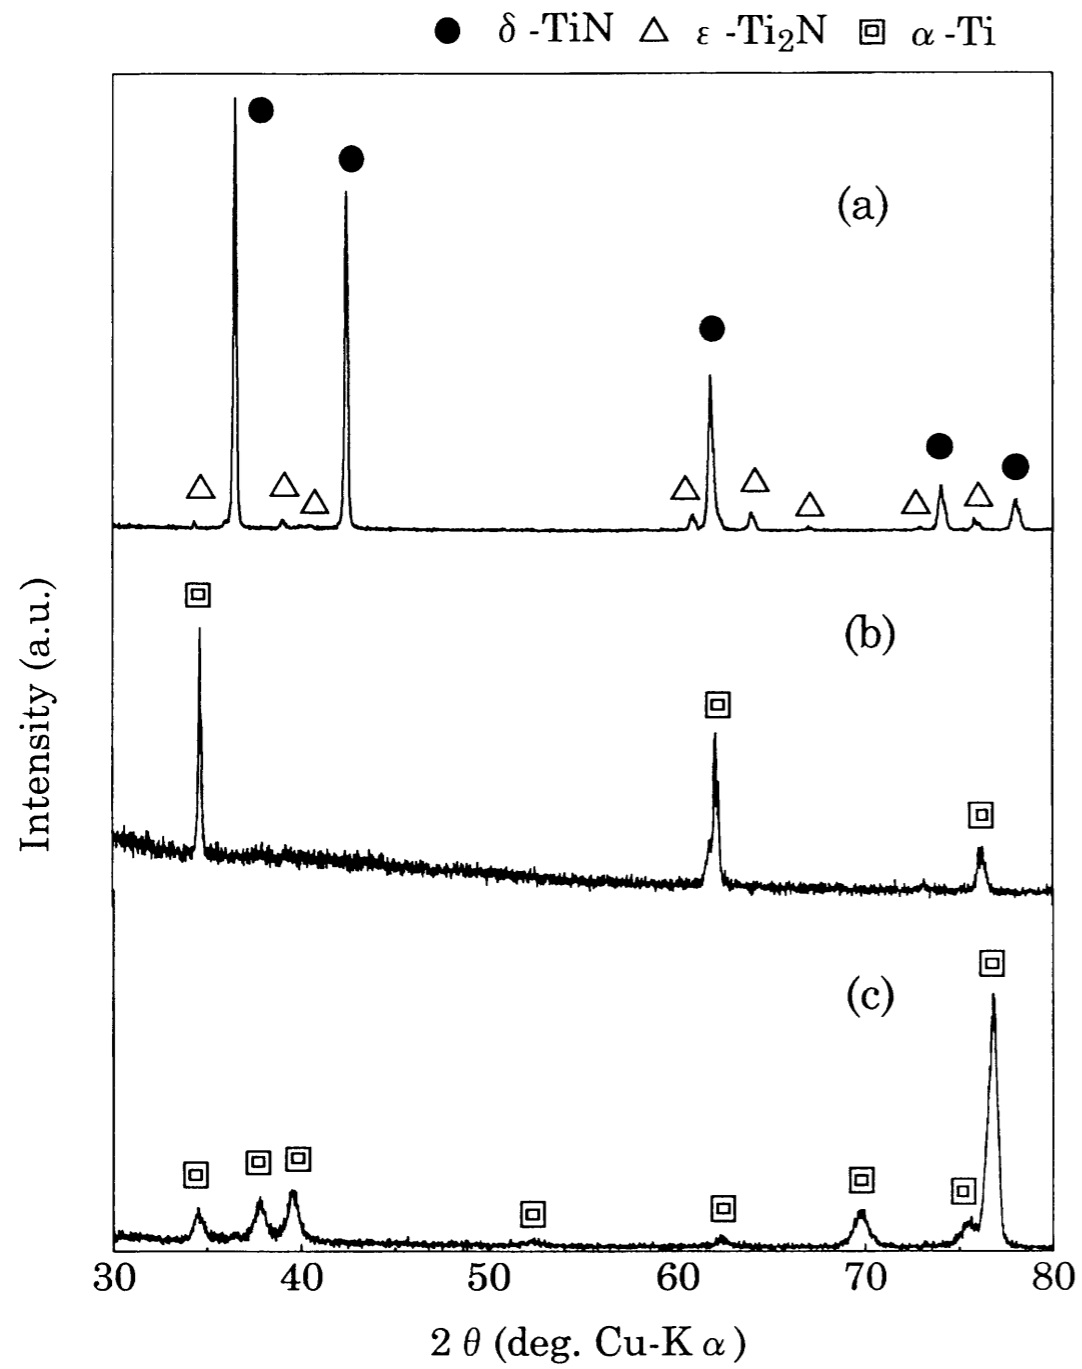 δ -TiN ε -Ti₂N α -Ti
(a)
(b)
(c)
Intensity (a.u.)
30 40 50 60 70 80
2 θ (deg. Cu-K α )